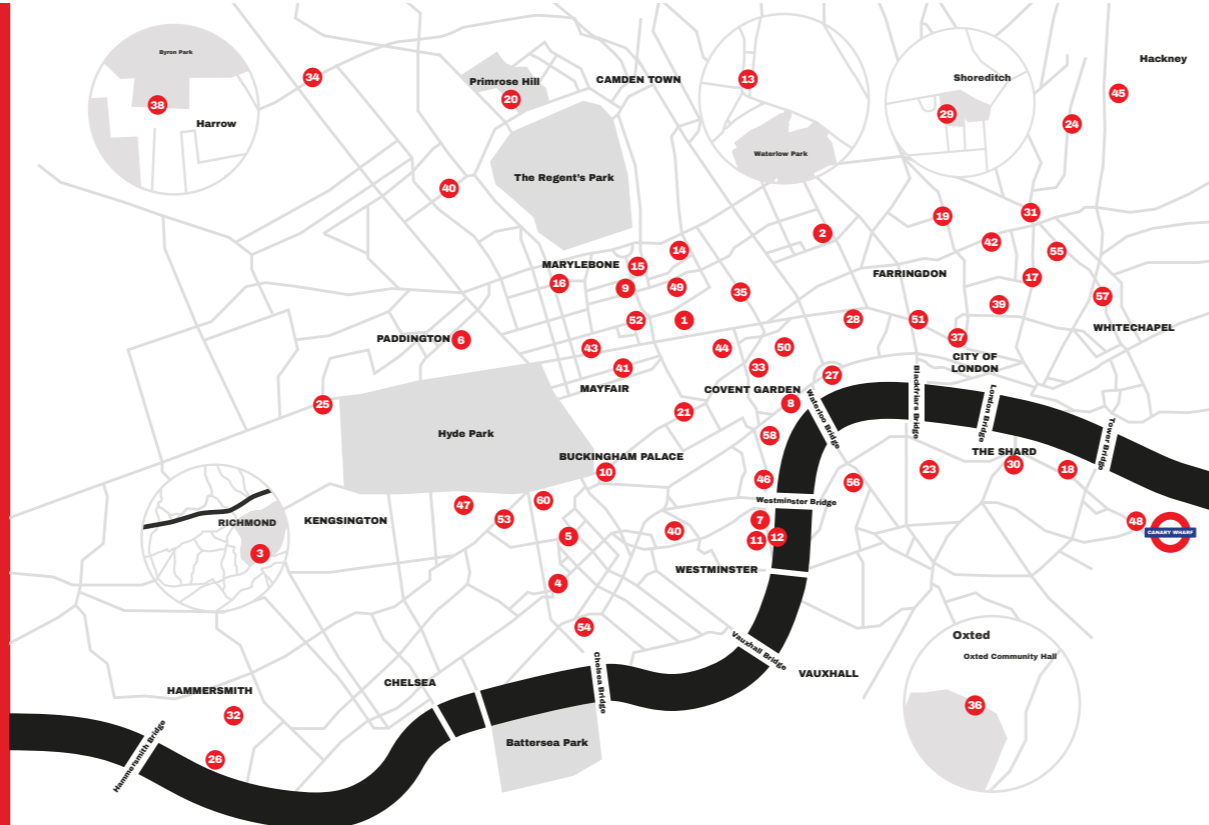 Byron Park
38
Harrow
34
Primrose Hill
20
CAMDEN TOWN
13
Waterlow Park
Shoreditch
29
Hackney
45
24
The Regent's Park
40
2
19
31
42
55
14
MARYLEBONE
15
16
9
49
35
FARRINGDON
17
57
39
WHITECHAPEL
52
1
28
51
37
PADDINGTON
6
43
44
50
CITY OF
LONDON
41
33
MAYFAIR
COVENT GARDEN
27
8
25
21
Waterloo Bridge
Blackfriars Bridge
London Bridge
Tower Bridge
Hyde Park
58
BUCKINGHAM PALACE
10
THE SHARD
23
30
18
46
56
Westminster Bridge
47
60
53
7
RICHMOND
3
KENGSINGTON
5
40
11
12
48
CANARY WHARF
WESTMINSTER
4
54
Chelsea Bridge
Vauxhall Bridge
VAUXHALL
Oxted
Oxted Community Hall
36
HAMMERSMITH
32
CHELSEA
26
Hammersmith Bridge
Battersea Park